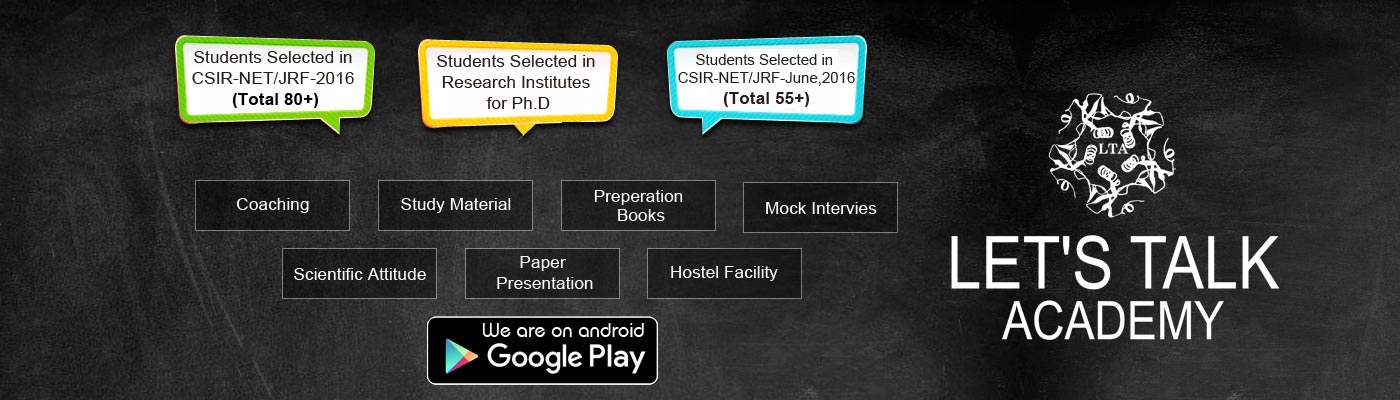 Students Selected in
CSIR-NET/JRF-2016
(Total 80+)
Students Selected in
Research Institutes
for Ph.D
Students Selected in
CSIR-NET/JRF-June,2016
(Total 55+)
Coaching
Study Material
Preperation
Books
Mock Intervies
Scientific Attitude
Paper
Presentation
Hostel Facility
We are on android
Google Play
LTA
LET'S TALK
ACADEMY